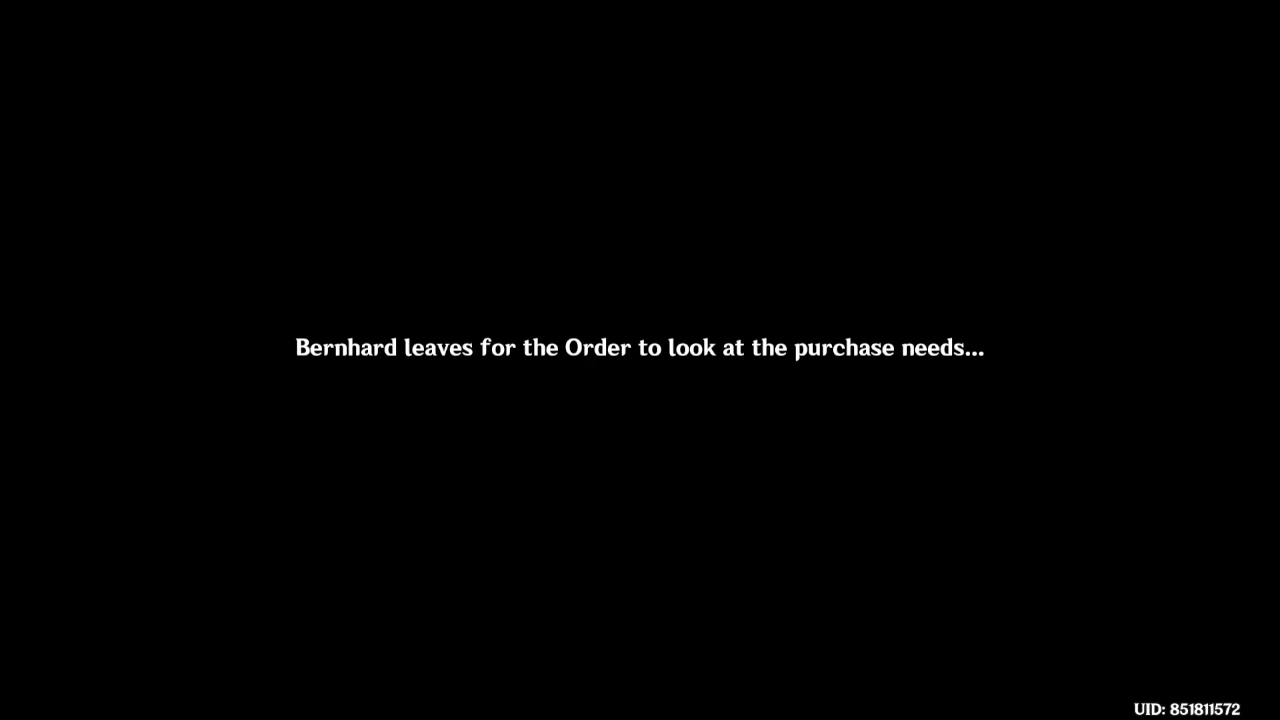 Bernhard leaves for the Order to look at the purchase needs...
UID: 851811572